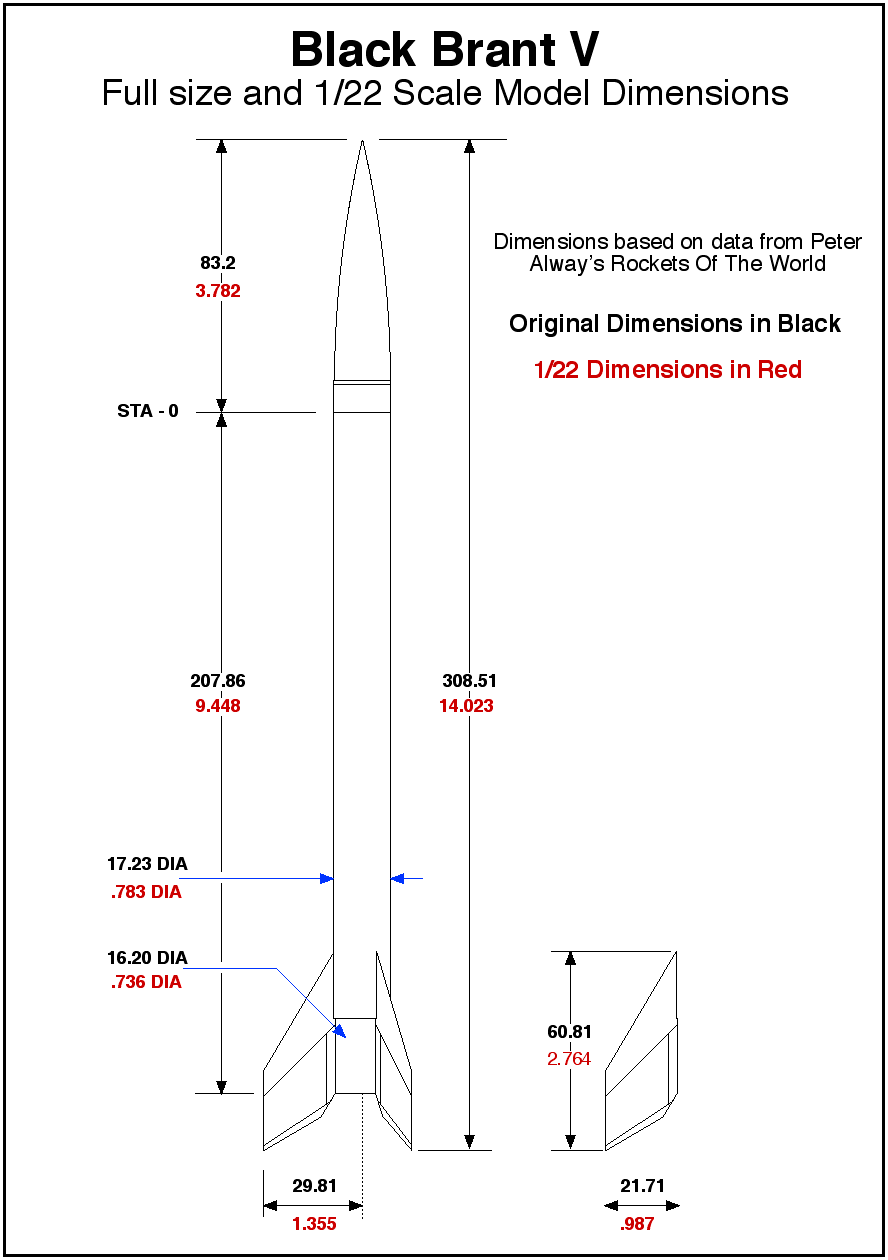 Black Brant V
Full size and 1/22 Scale Model Dimensions
Dimensions based on data from Peter
Alway's Rockets Of The World
Original Dimensions in Black
1/22 Dimensions in Red
83.2
3.782
STA - 0
207.86
9.448
308.51
14.023
17.23 DIA
.783 DIA
16.20 DIA
.736 DIA
60.81
2.764
29.81
1.355
21.71
.987